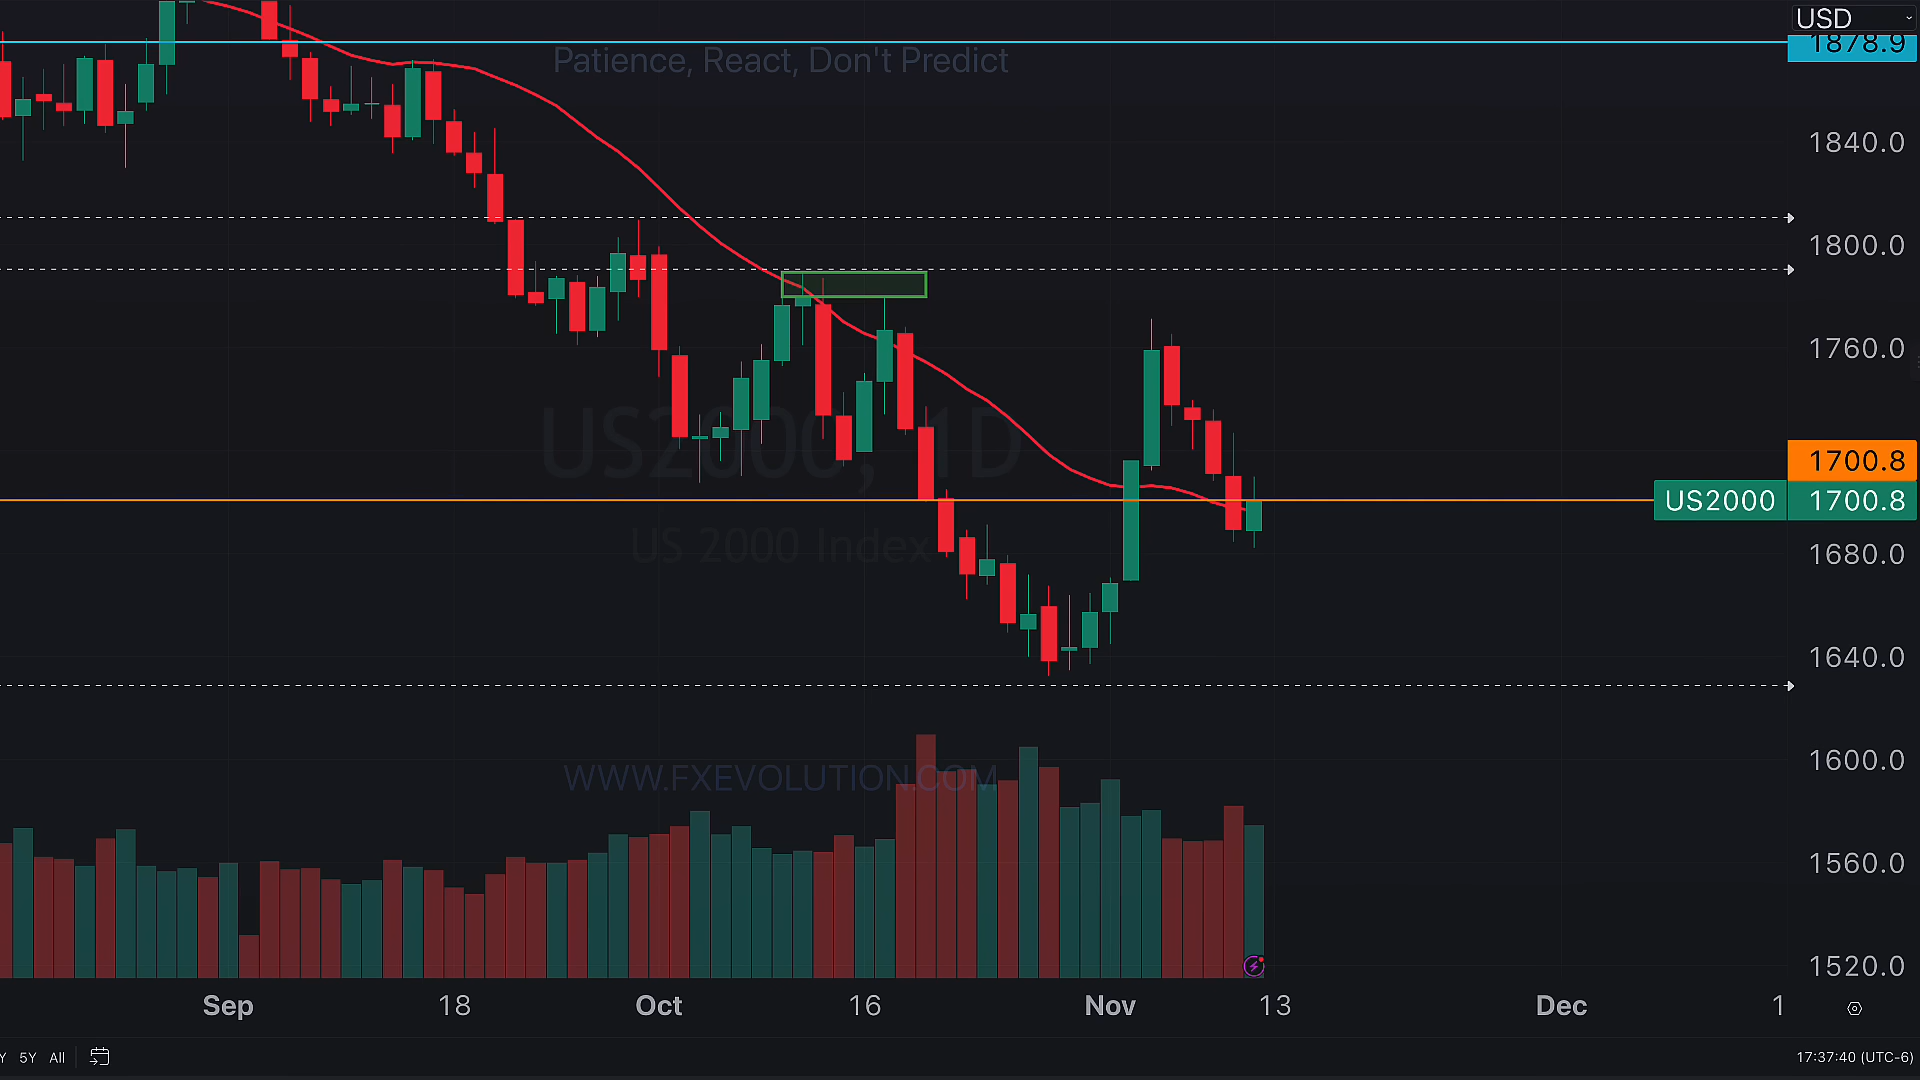 USD
1878.9
Patience, React, Don't Predict
1840.0
1800.0
1760.0
US2000, 1D
1700.8
US2000 1700.8
US 2000 Index
1680.0
1640.0
1600.0
WWW.FXEVOLUTION.COM
1560.0
1520.0
Sep 18 Oct 16 Nov 13 Dec 1
Y 5Y All
17:37:40 (UTC-6)